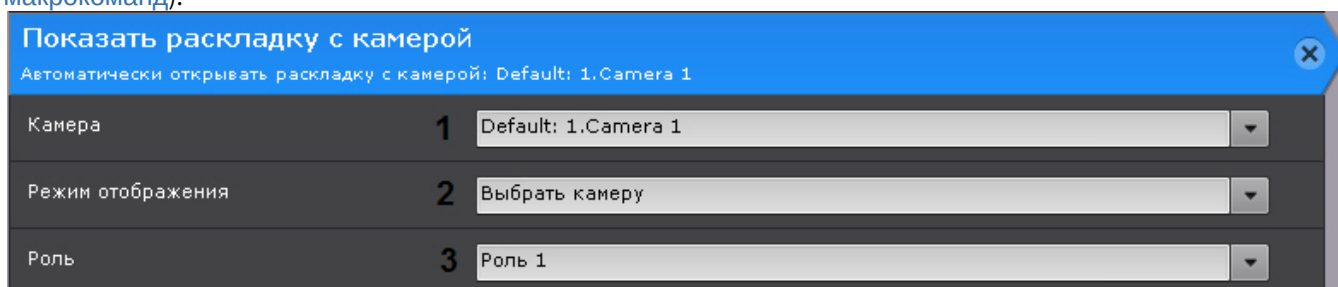 макрокоманд).
Показать раскладку с камерой
Автоматически открывать раскладку с камерой: Default: 1.Camera 1
Камера 1 Default: 1.Camera 1
Режим отображения 2 Выбрать камеру
Роль 3 Роль 1